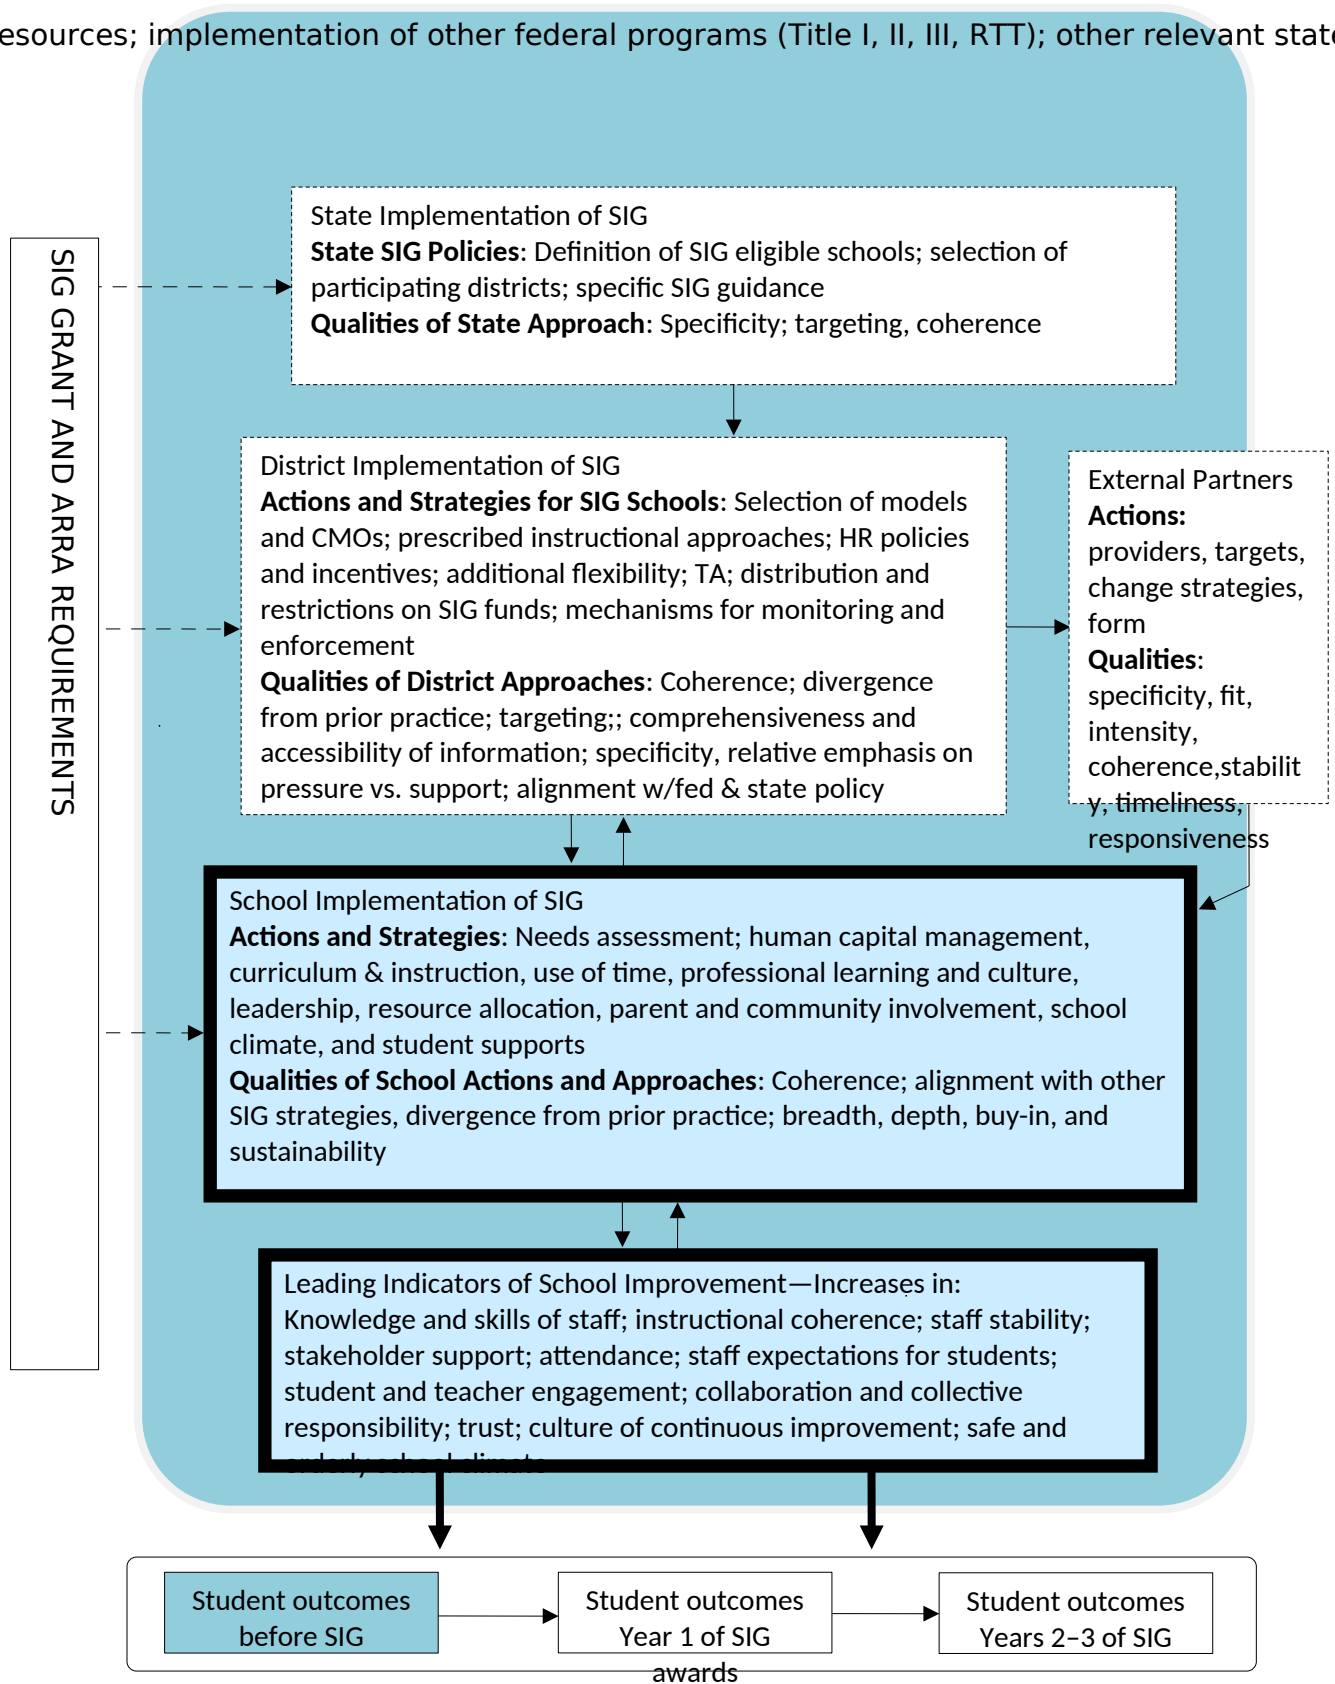 esources; implementation of other federal programs (Title I, II, III, RTT); other relevant state
SIG GRANT AND ARRA REQUIREMENTS
State Implementation of SIG
State SIG Policies: Definition of SIG eligible schools; selection of
participating districts; specific SIG guidance
Qualities of State Approach: Specificity; targeting, coherence
District Implementation of SIG
Actions and Strategies for SIG Schools: Selection of models
and CMOs; prescribed instructional approaches; HR policies
and incentives; additional flexibility; TA; distribution and
restrictions on SIG funds; mechanisms for monitoring and
enforcement
Qualities of District Approaches: Coherence; divergence
from prior practice; targeting;; comprehensiveness and
accessibility of information; specificity, relative emphasis on
pressure vs. support; alignment w/fed & state policy
External Partners
Actions:
providers, targets,
change strategies,
form
Qualities:
specificity, fit,
intensity,
coherence,stabilit
y, timeliness,
responsiveness
School Implementation of SIG
Actions and Strategies: Needs assessment; human capital management,
curriculum & instruction, use of time, professional learning and culture,
leadership, resource allocation, parent and community involvement, school
climate, and student supports
Qualities of School Actions and Approaches: Coherence; alignment with other
SIG strategies, divergence from prior practice; breadth, depth, buy-in, and
sustainability
Leading Indicators of School Improvement—Increases in:
Knowledge and skills of staff; instructional coherence; staff stability;
stakeholder support; attendance; staff expectations for students;
student and teacher engagement; collaboration and collective
responsibility; trust; culture of continuous improvement; safe and
orderly school climate
Student outcomes
before SIG
Student outcomes
Year 1 of SIG
awards
Student outcomes
Years 2–3 of SIG